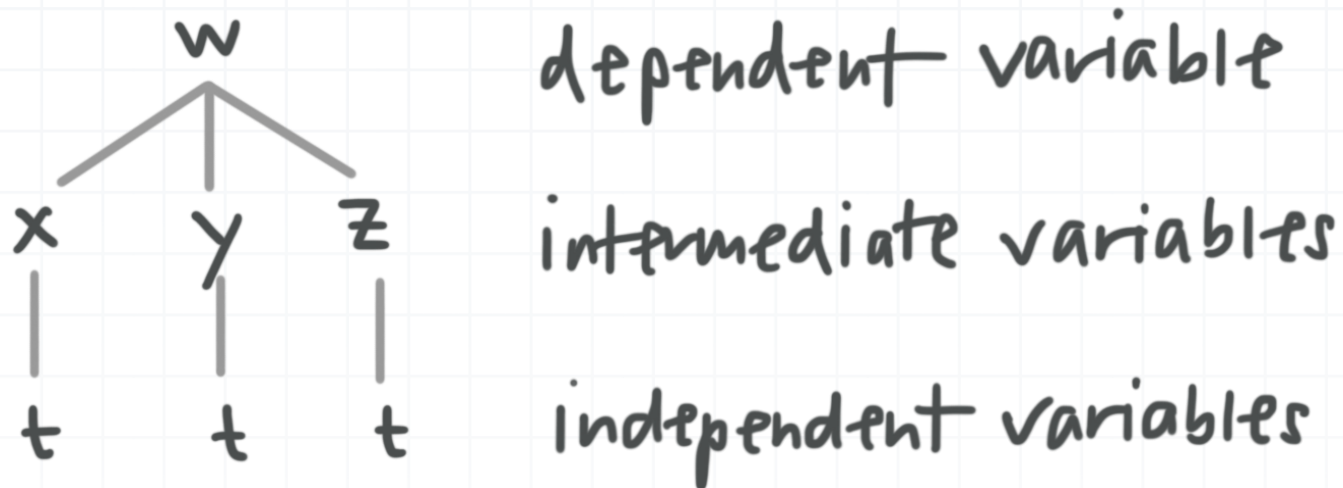 w dependent variable
x y z intermediate variables
t t t independent variables